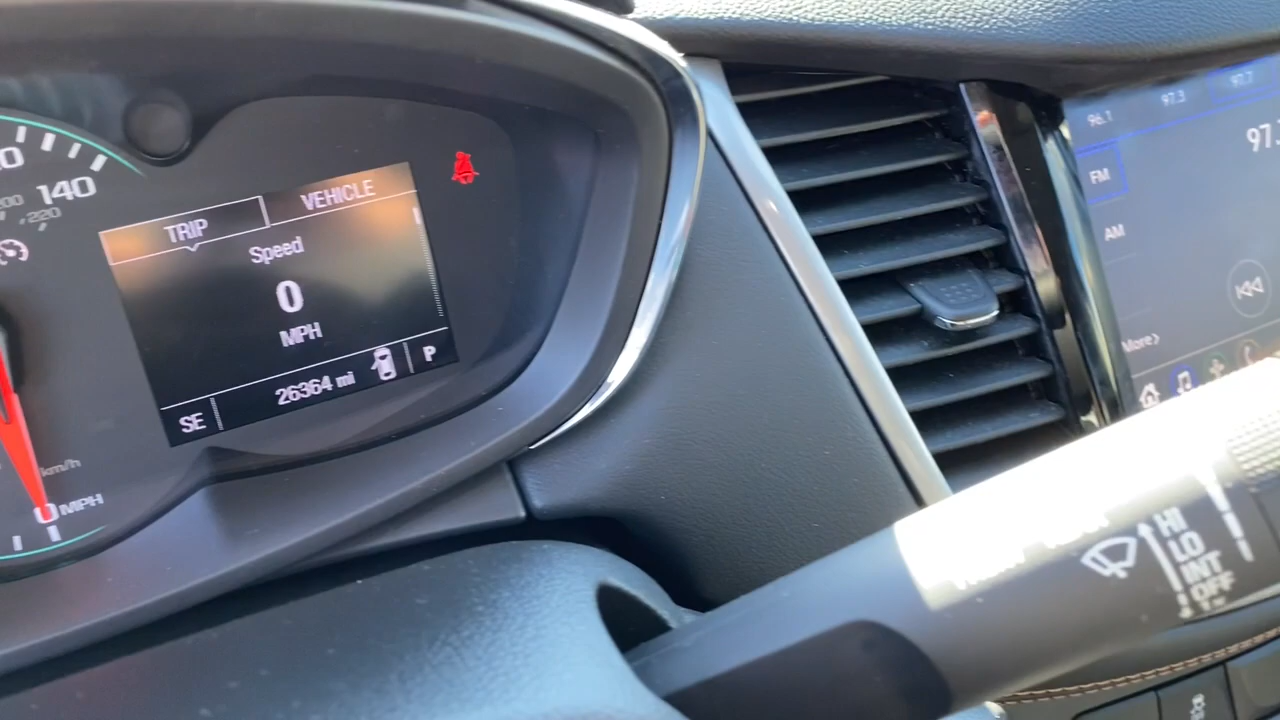 140
220
TRIP
VEHICLE
Speed
0
MPH
26364 mi
P
SE
km/h
0 MPH
96.1
97.3
97.7
97.
FM
AM
More>
HI
LO
INT
OFF